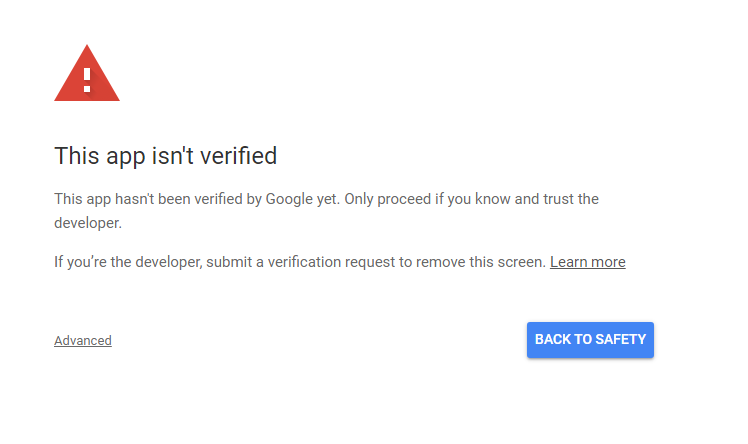 This app isn't verified
This app hasn't been verified by Google yet. Only proceed if you know and trust the
developer.
If you’re the developer, submit a verification request to remove this screen. Learn more
Advanced
BACK TO SAFETY